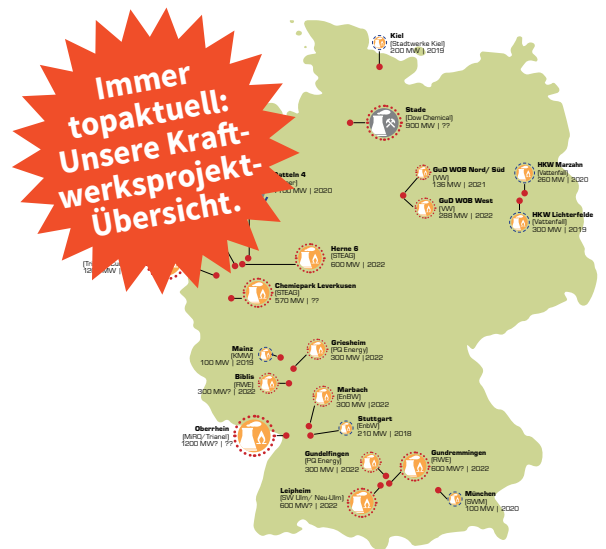 Kiel
(Stadtwerke Kiel)
200 MW | 2019
Immer
topaktuell:
Unsere Kraft-
werksprojekt-
Übersicht.
Stade
(Dow Chemical)
900 MW | ??
GuD WOB Nord/ Süd
(VW)
136 MW | 2021
HKW Marzahn
(Vattenfall)
260 MW | 2020
GuD WOB West
(VW)
288 MW | 2022
HKW Lichterfelde
(Vattenfall)
300 MW | 2019
atteln 4
MW | 2020
Herne 6
(STEAG)
600 MW | 2022
MW |
Chemiepark Leverkusen
(STEAG)
570 MW | ??
Mainz
(KMW)
100 MW | 2019
Griesheim
(PQ Energy)
300 MW | 2022
Biblis
(RWE)
300 MW? | 2022
Marbach
(EnBW)
300 MW |2022
Stuttgart
(EnbW)
210 MW | 2018
Oberrhein
(MiRO/Trianel)
1200 MW? | ??
Gundelfingen
(PQ Energy)
300 MW | 2022
Gundremmingen
(RWE)
600 MW? | 2022
Leipheim
(SW Ulm/ Neu-Ulm)
600 MW? | 2022
München
(SWM)
100 MW | 2020